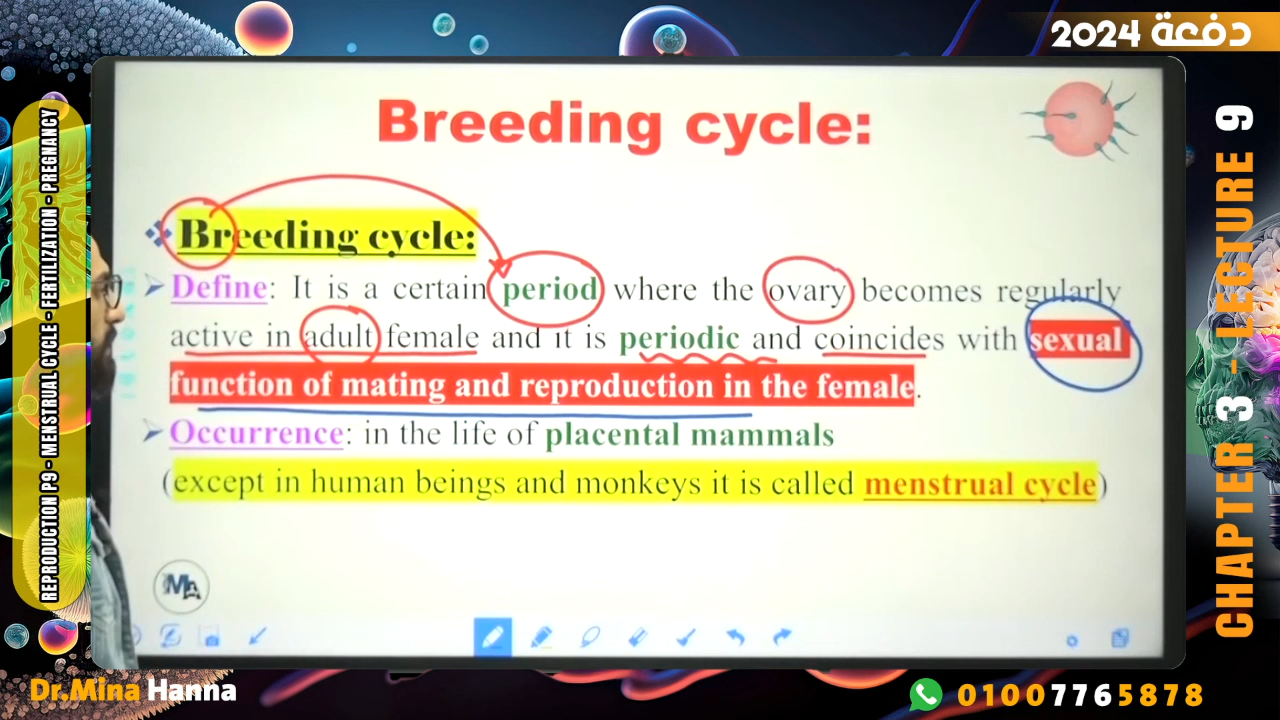 دفعة 2024
Breeding cycle:
Breeding cycle:
Define: It is a certain period where the ovary becomes regularly
active in adult female and it is periodic and coincides with sexual
function of mating and reproduction in the female.
Occurrence: in the life of placental mammals
(except in human beings and monkeys it is called menstrual cycle)
MA
REPRODUCTION P9 - MENSTRUAL CYCLE - FERTILIZATION - PREGNANCY
CHAPTER 3 - LECTURE 9
Dr.Mina Hanna
01007765878